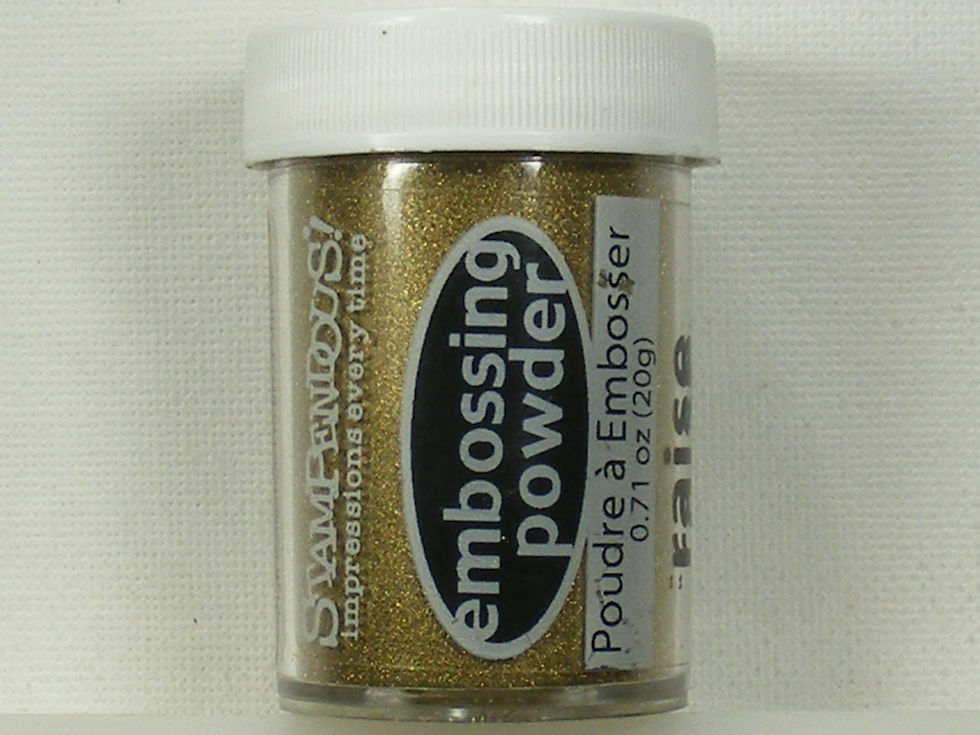 STAMPENDOUS!
impressions every time
embossing
powder
Poudre à Embosser
0.71 oz (20g)
raise